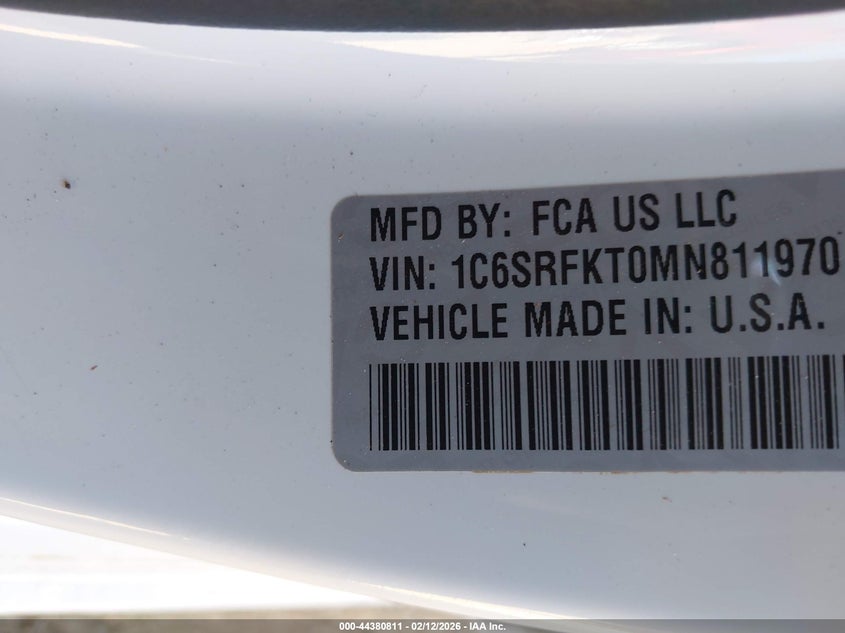 MFD BY: FCA US LLC
VIN: 1C6SRFKT0MN811970
VEHICLE MADE IN: U.S.A.
000-44380811 - 02/12/2026 - IAA Inc.